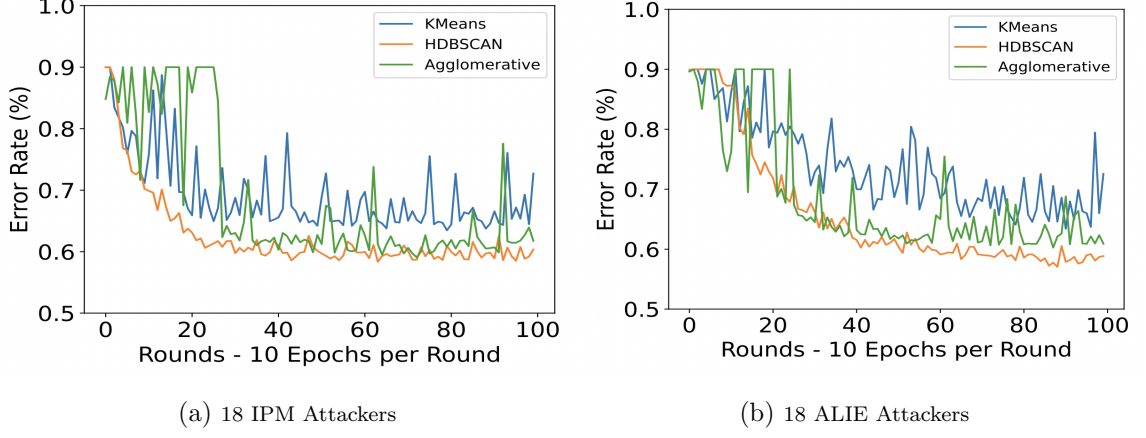 1.0
0.9
0.8
0.7
0.6
0.5
Error Rate (%)
KMeans
HDBSCAN
Agglomerative
0 20 40 60 80 100
Rounds - 10 Epochs per Round
(a) 18 IPM Attackers
1.0
0.9
0.8
0.7
0.6
0.5
Error Rate (%)
KMeans
HDBSCAN
Agglomerative
0 20 40 60 80 100
Rounds - 10 Epochs per Round
(b) 18 ALIE Attackers